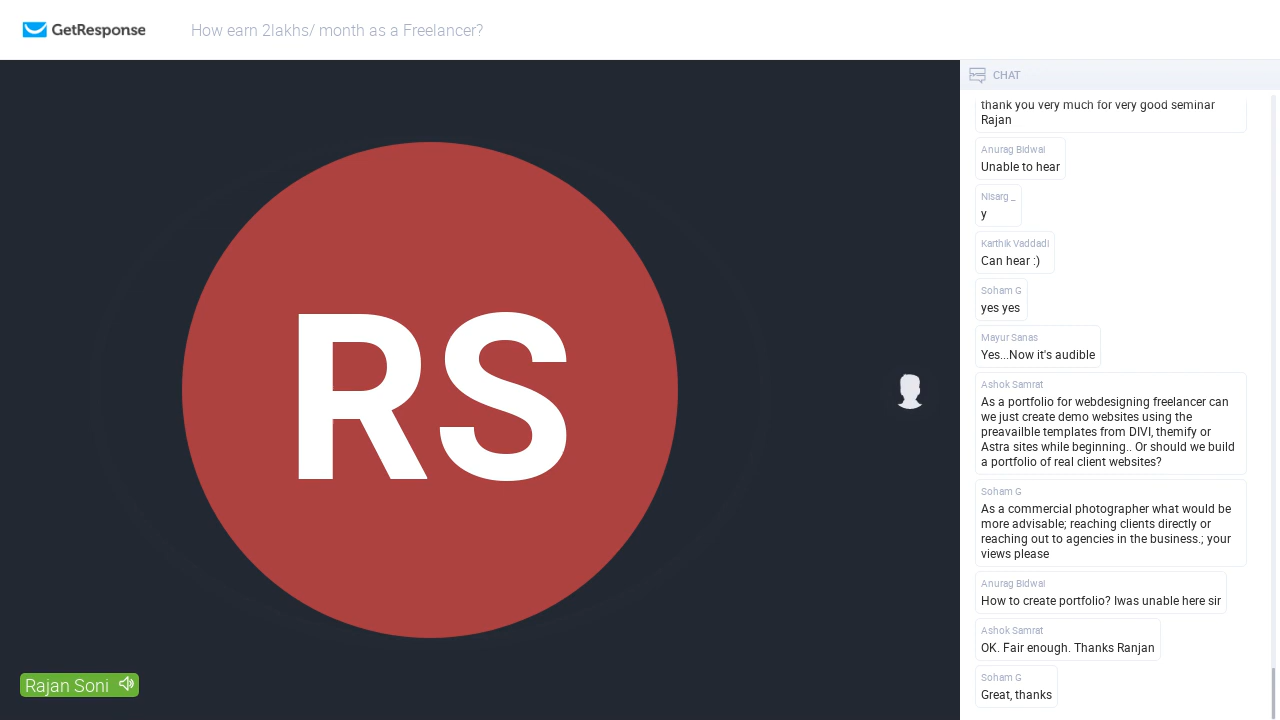 GetResponse
How earn 2lakhs/ month as a Freelancer?
RS
Rajan Soni
CHAT
thank you very much for very good seminar
Rajan
Anurag Bidwai
Unable to hear
Nisarg _
y
Karthik Vaddadi
Can hear :)
Soham G
yes yes
Mayur Sanas
Yes...Now it's audible
Ashok Samrat
As a portfolio for webdesigning freelancer can
we just create demo websites using the
preavailble templates from DIVI, themify or
Astra sites while beginning.. Or should we build
a portfolio of real client websites?
Soham G
As a commercial photographer what would be
more advisable; reaching clients directly or
reaching out to agencies in the business.; your
views please
Anurag Bidwai
How to create portfolio? Iwas unable here sir
Ashok Samrat
OK. Fair enough. Thanks Ranjan
Soham G
Great, thanks